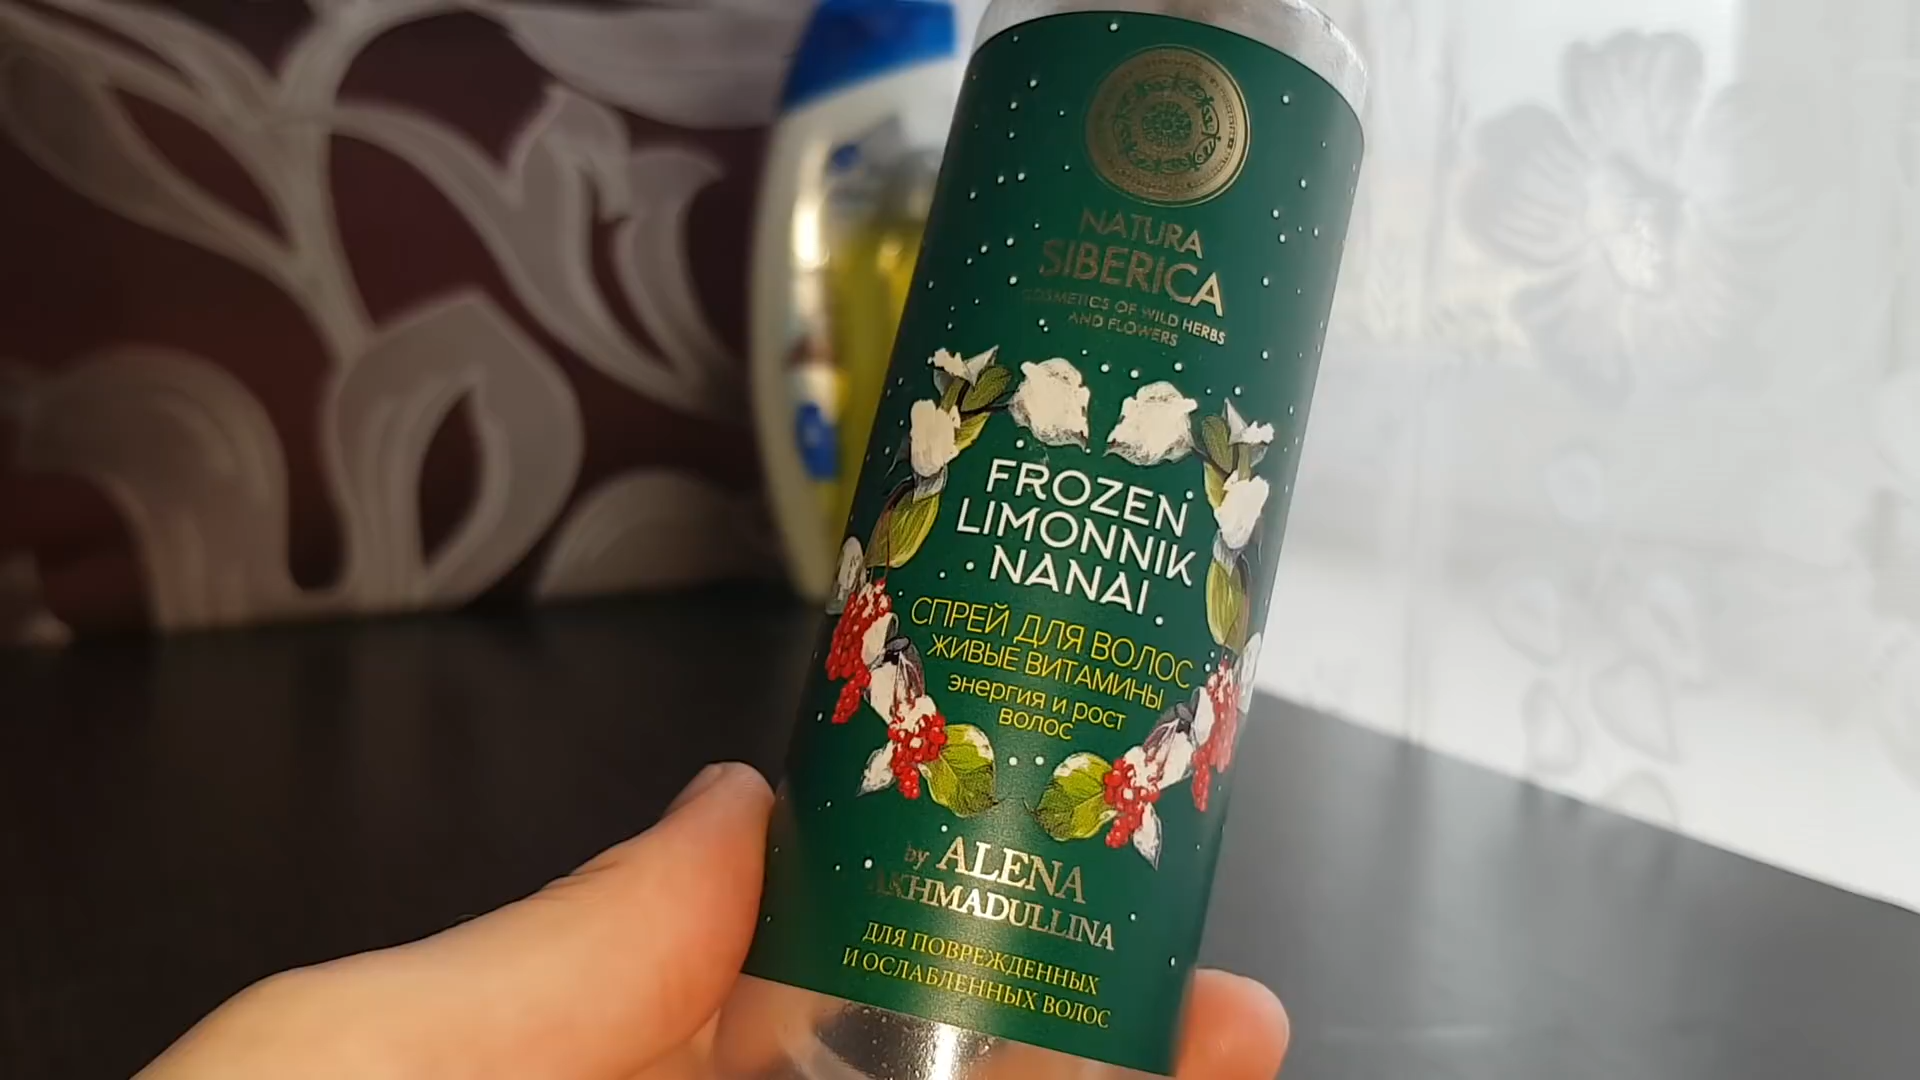 NATURA
SIBERICA
COSMETICS OF WILD HERBS
AND FLOWERS
FROZEN
LIMONNIK
NANAI
СПРЕЙ ДЛЯ ВОЛОС
ЖИВЫЕ ВИТАМИНЫ
энергия и рост
волос
by ALENA
AKHMADULLINA
ДЛЯ ПОВРЕЖДЕННЫХ
И ОСЛАБЛЕННЫХ ВОЛОС